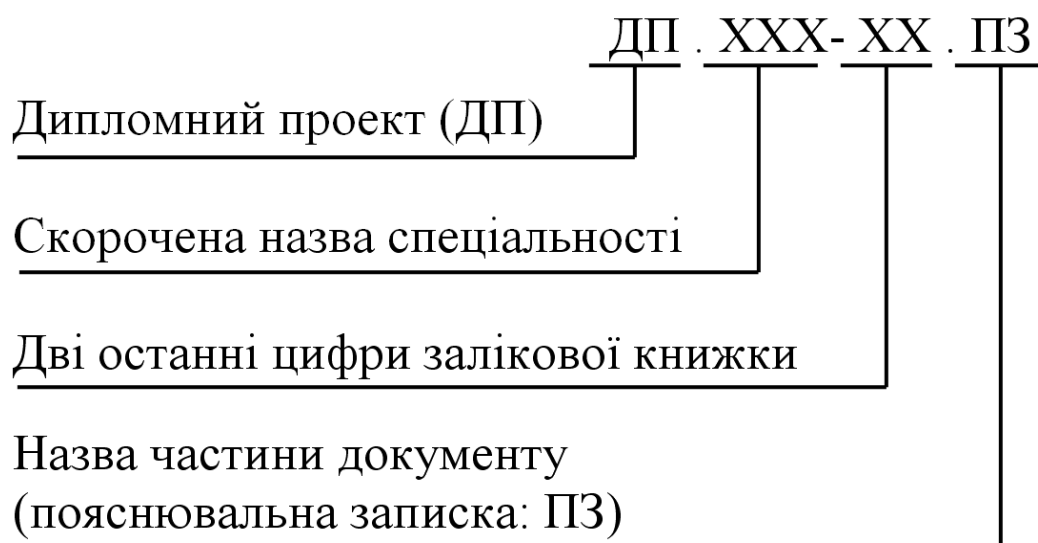 ДП . ХХХ- ХХ . ПЗ
Дипломний проект (ДП)
Скорочена назва спеціальності
Дві останні цифри залікової книжки
Назва частини документу
(пояснювальна записка: ПЗ)